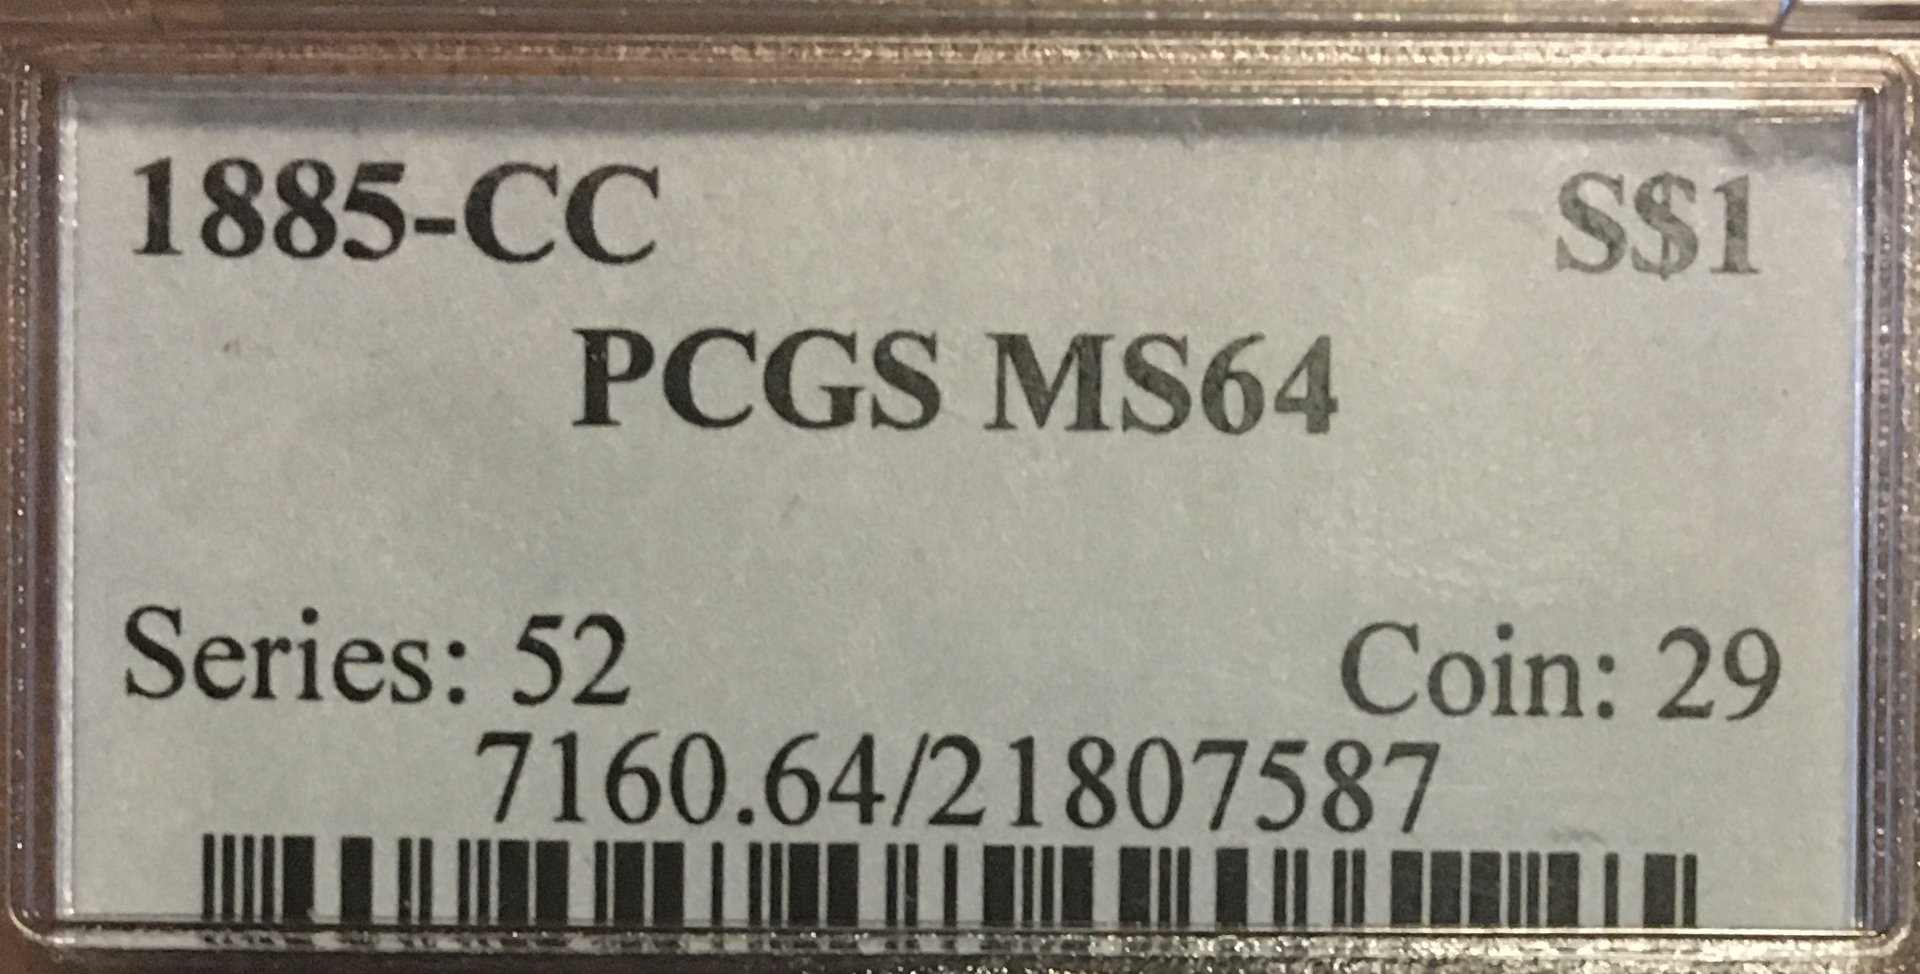 1885-CC S$1
PCGS MS64
Series: 52 Coin: 29
7160.64/21807587